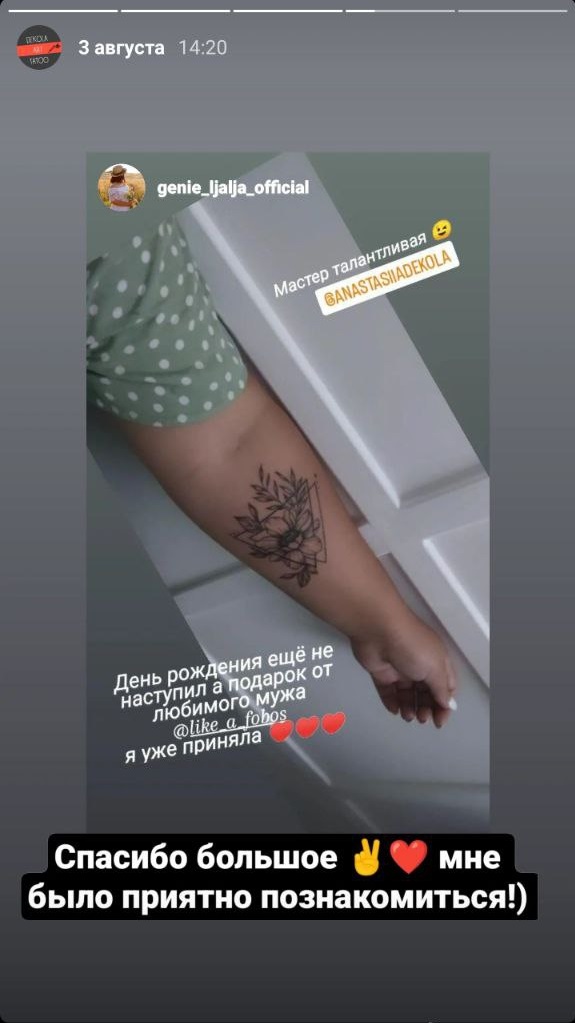 DEKOLA
ART
TATOO
3 августа 14:20
genie_ljalja_official
Мастер талантливая 😉
@ANASTASIIADEKOLA
День рождения ещё не
наступил а подарок от
любимого мужа
@like_a_fobos
я уже приняла ❤️❤️❤️
Спасибо большое ✌️❤️ мне
было приятно познакомиться!)